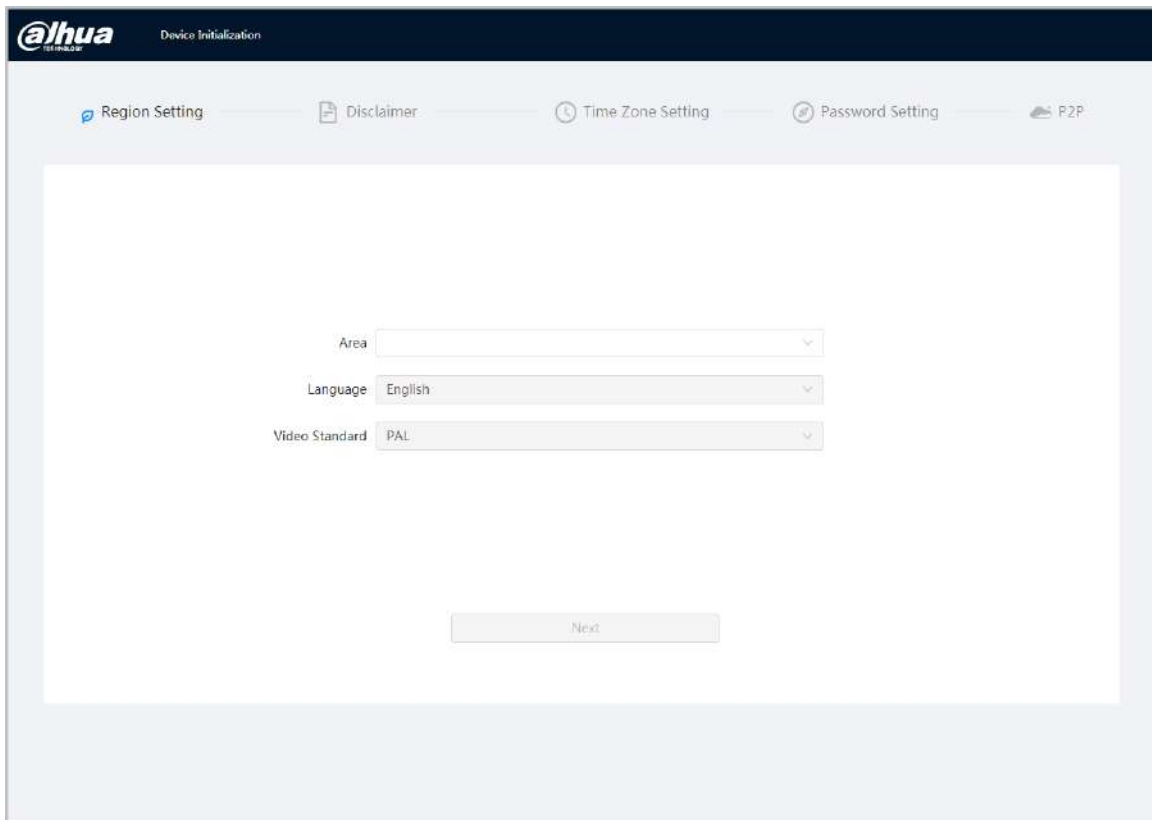 alhua
TECHNOLOGY
Device Initialization
Region Setting
Disclaimer
Time Zone Setting
Password Setting
P2P
Area
Language English
Video Standard PAL
Next